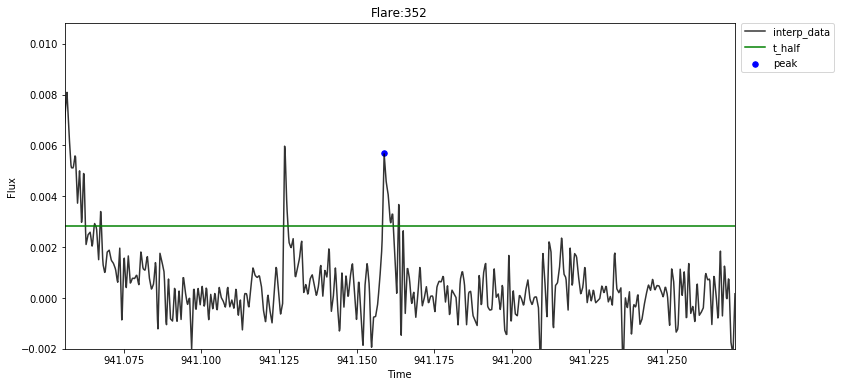 Flare:352
interp_data
t_half
peak
0.010
0.008
0.006
0.004
0.002
0.000
−0.002
Flux
941.075
941.100
941.125
941.150
941.175
941.200
941.225
941.250
Time